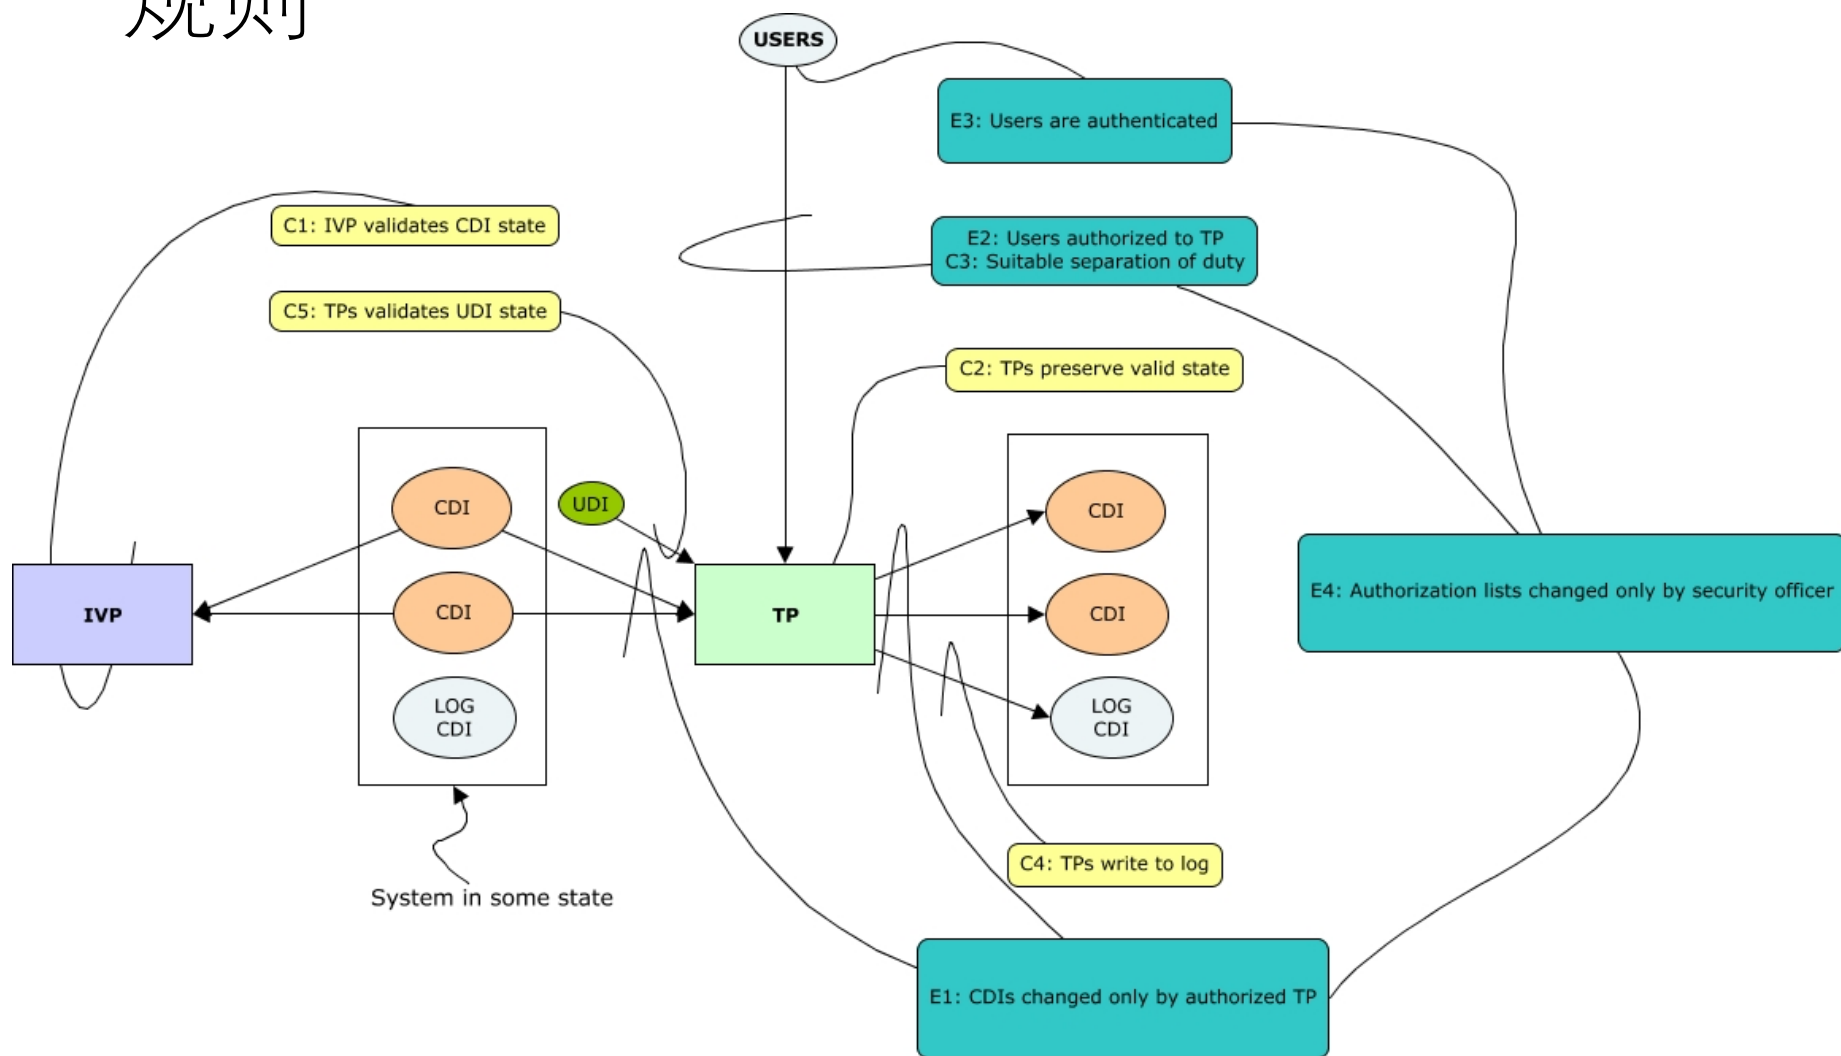 规则
USERS
E3: Users are authenticated
C1: IVP validates CDI state
E2: Users authorized to TP
C3: Suitable separation of duty
C5: TPs validates UDI state
C2: TPs preserve valid state
CDI
UDI
CDI
IVP
CDI
TP
CDI
E4: Authorization lists changed only by security officer
LOG
CDI
LOG
CDI
C4: TPs write to log
System in some state
E1: CDIs changed only by authorized TP